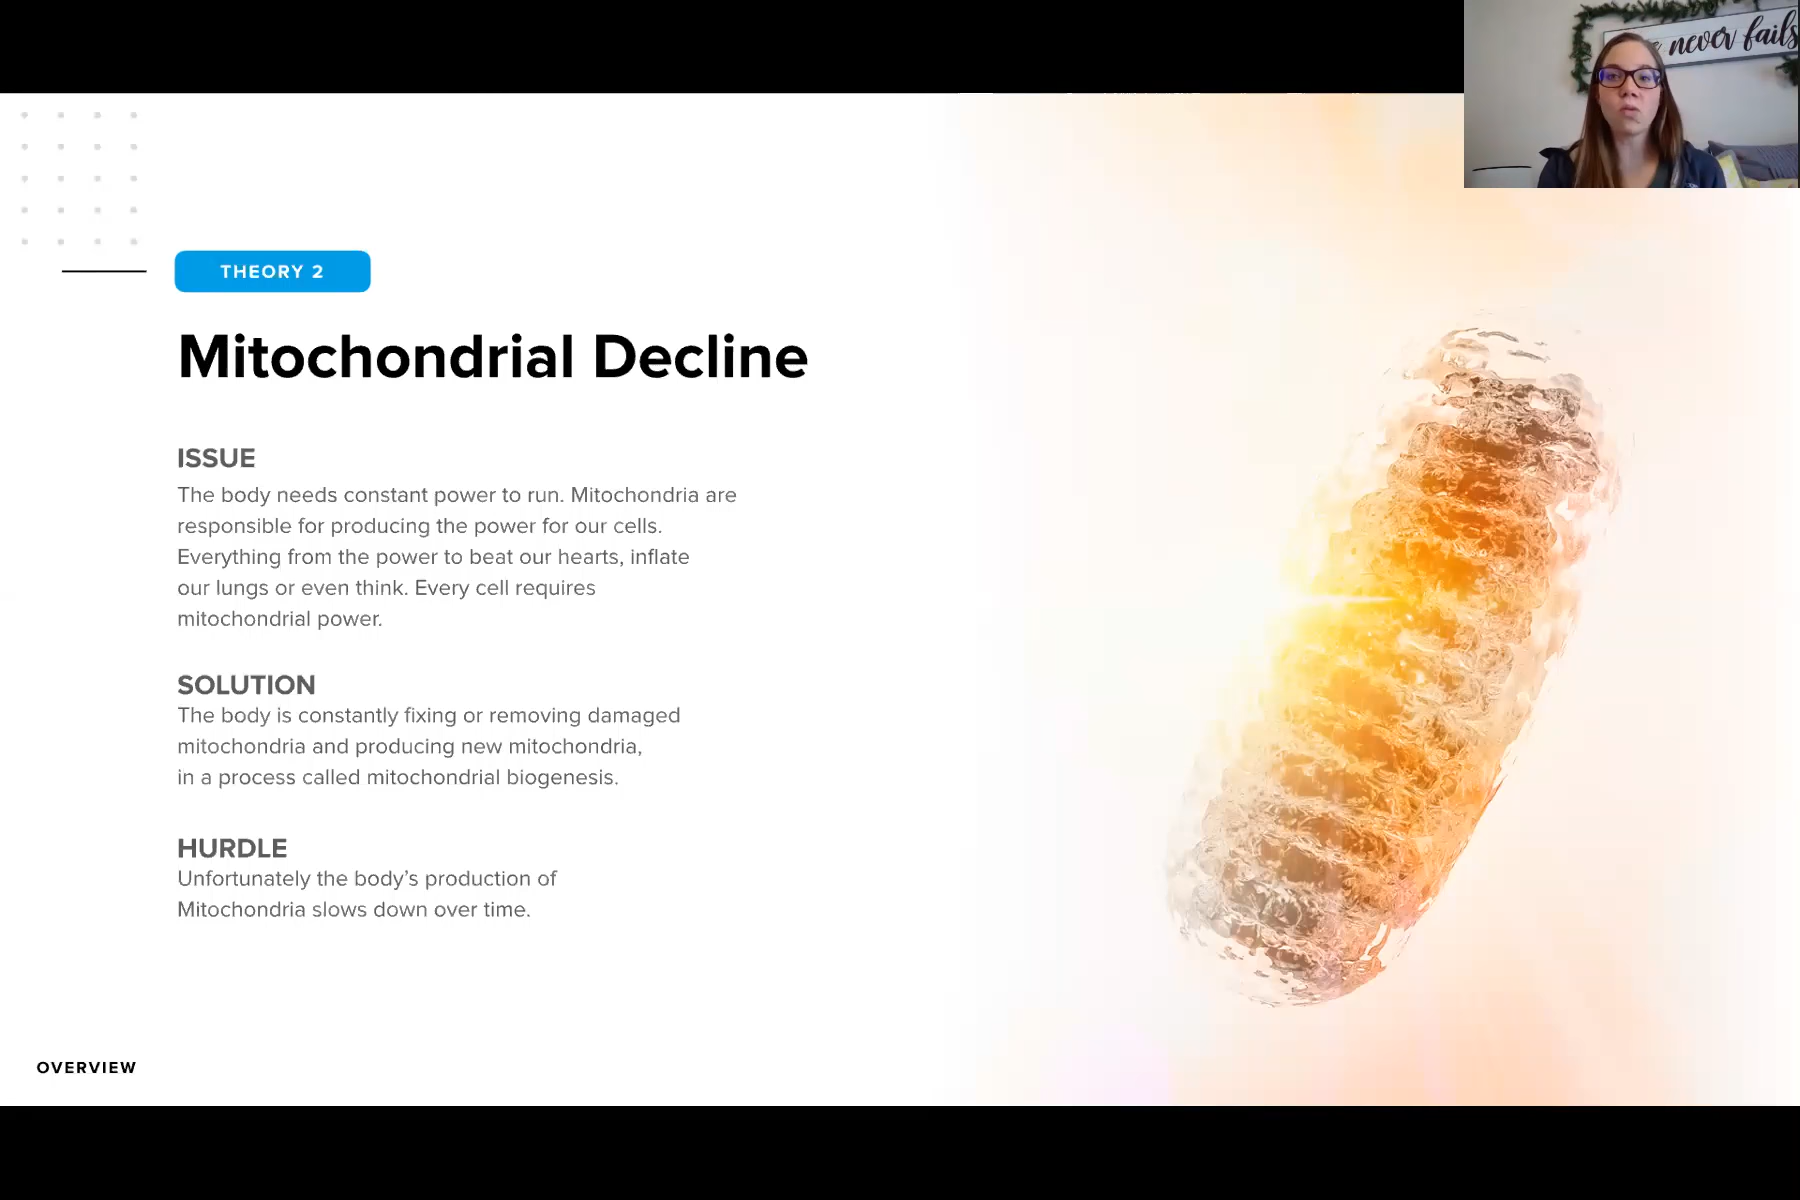 never fails
THEORY 2
Mitochondrial Decline
ISSUE
The body needs constant power to run. Mitochondria are
responsible for producing the power for our cells.
Everything from the power to beat our hearts, inflate
our lungs or even think. Every cell requires
mitochondrial power.
SOLUTION
The body is constantly fixing or removing damaged
mitochondria and producing new mitochondria,
in a process called mitochondrial biogenesis.
HURDLE
Unfortunately the body’s production of
Mitochondria slows down over time.
OVERVIEW